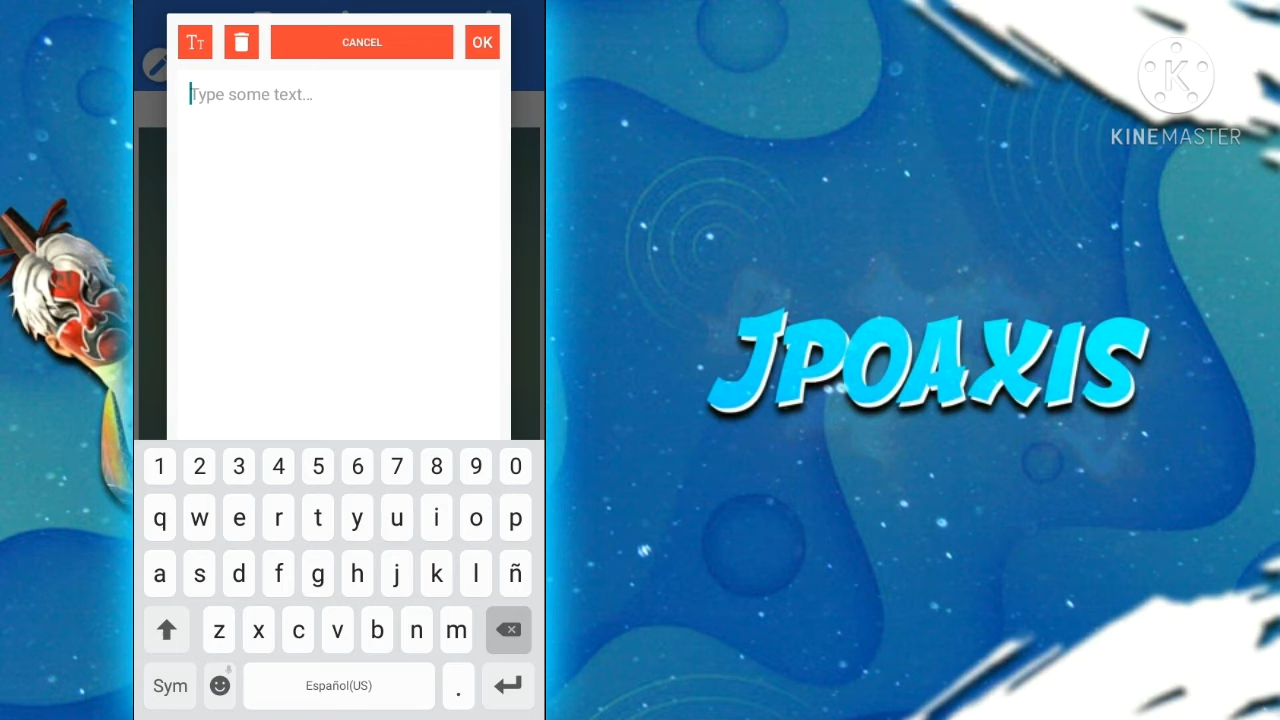 TT
CANCEL
OK
Type some text...
1 2 3 4 5 6 7 8 9 0
q w e r t y u i o p
a s d f g h j k l ñ
z x c v b n m
Sym
Español(US)
.
JPOAXIS
K
KINEMASTER